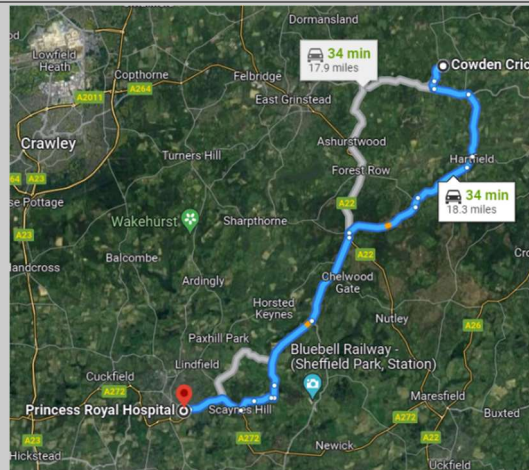 Dormansland
Lowfield
Heath
34 min
17.9 miles
Cowden Cric
Copthorne
Felbridge
A264
A2011
East Grinstead
Crawley
Ashurstwood
Turners Hill
Hartfield
Forest Row
64
A23
34 min
18.3 miles
se Pottage
A22
Wakehurst
Sharpthorne
A23
Balcombe
A22
landcross
Chelwood
Gate
Ardingly
Horsted
Keynes
Nutley
A26
Paxhill Park
Bluebell Railway -
(Sheffield Park, Station)
Lindfield
Cuckfield
A272
Maresfield
Princess Royal Hospital
Scaynes Hill
Buxted
A272
A23
A272
A22
Hickstead
Newick
Uckfield